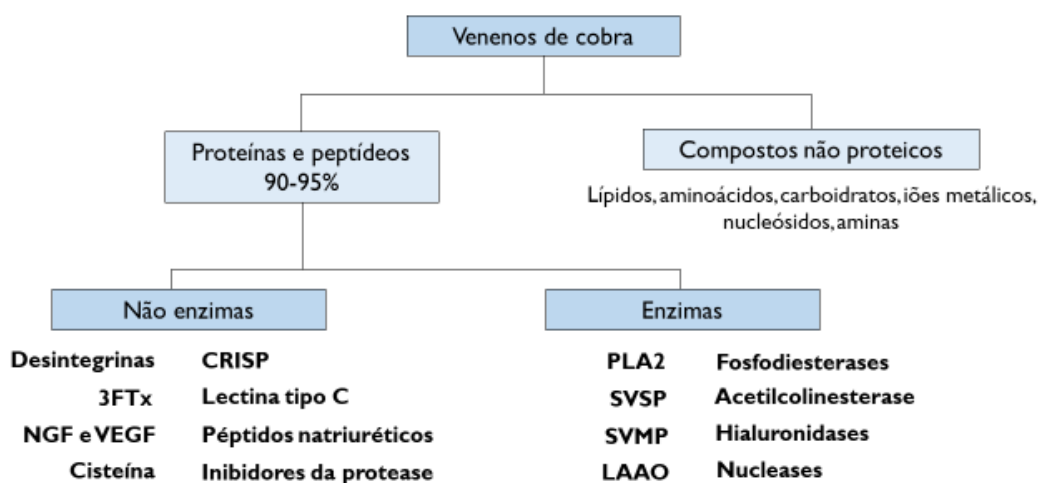 Venenos de cobra
Proteínas e peptídeos
90-95%
Compostos não proteicos
Lípidos, aminoácidos, carboidratos, iões metálicos,
nucleósidos, aminas
Não enzimas
Enzimas
Desintegrinas CRISP
3FTx Lectina tipo C
NGF e VEGF Péptidos natriuréticos
Cisteína Inibidores da protease
PLA2 Fosfodiesterases
SVSP Acetilcolinesterase
SVMP Hialuronidases
LAAO Nucleases